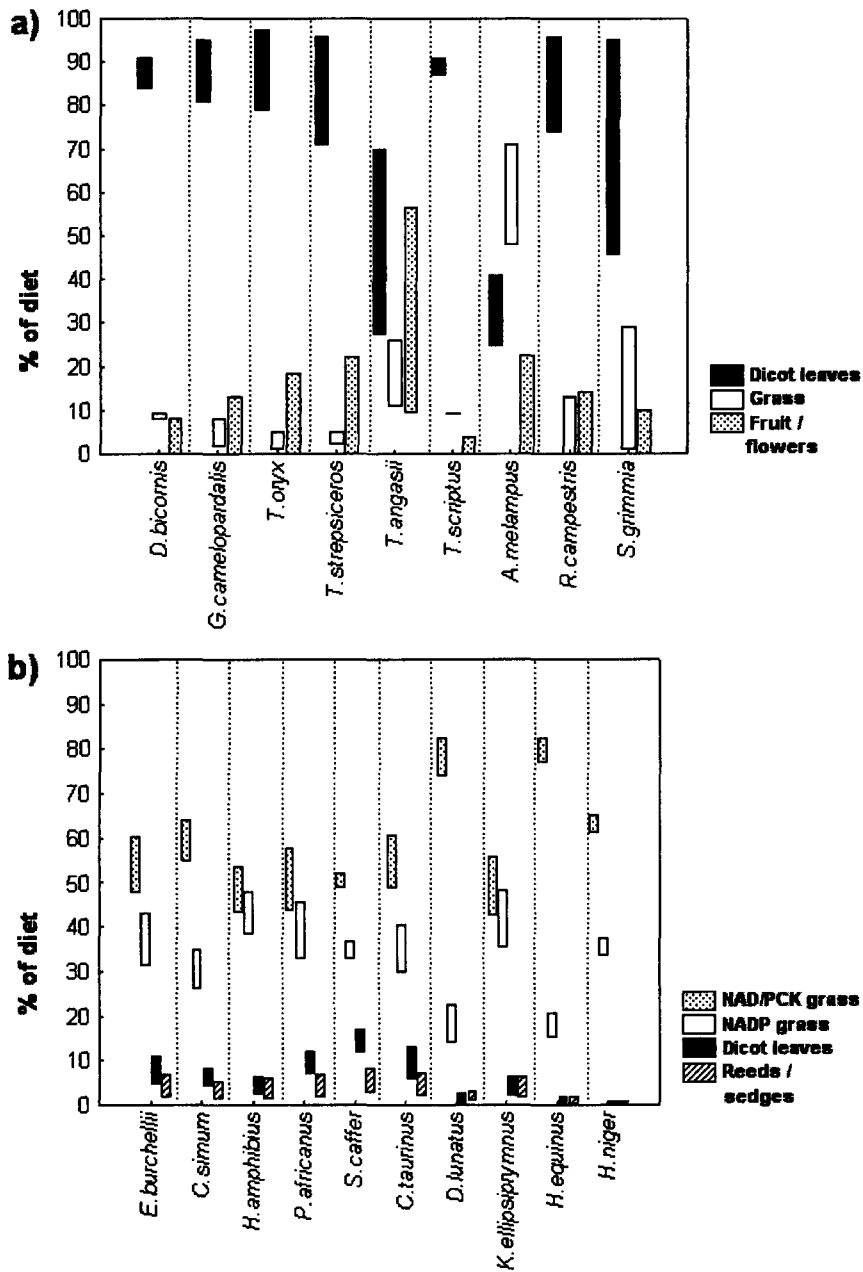 a)
100
90
80
70
60
50
40
30
20
10
0
% of diet
D.bicornis
G.camelopardalis
T.oryx
T.strepsiceros
T.angasii
T.scriptus
A.melampus
R.campestris
S.grimmia
Dicot leaves
Grass
Fruit /
flowers
b)
100
90
80
70
60
50
40
30
20
10
0
% of diet
E.burchellii
C.simum
H.amphibius
P.africanus
S.caffer
C.taurinus
D.lunatus
K.ellipsiprymnus
H.equinus
H.niger
NAD/PCK grass
NADP grass
Dicot leaves
Reeds /
sedges